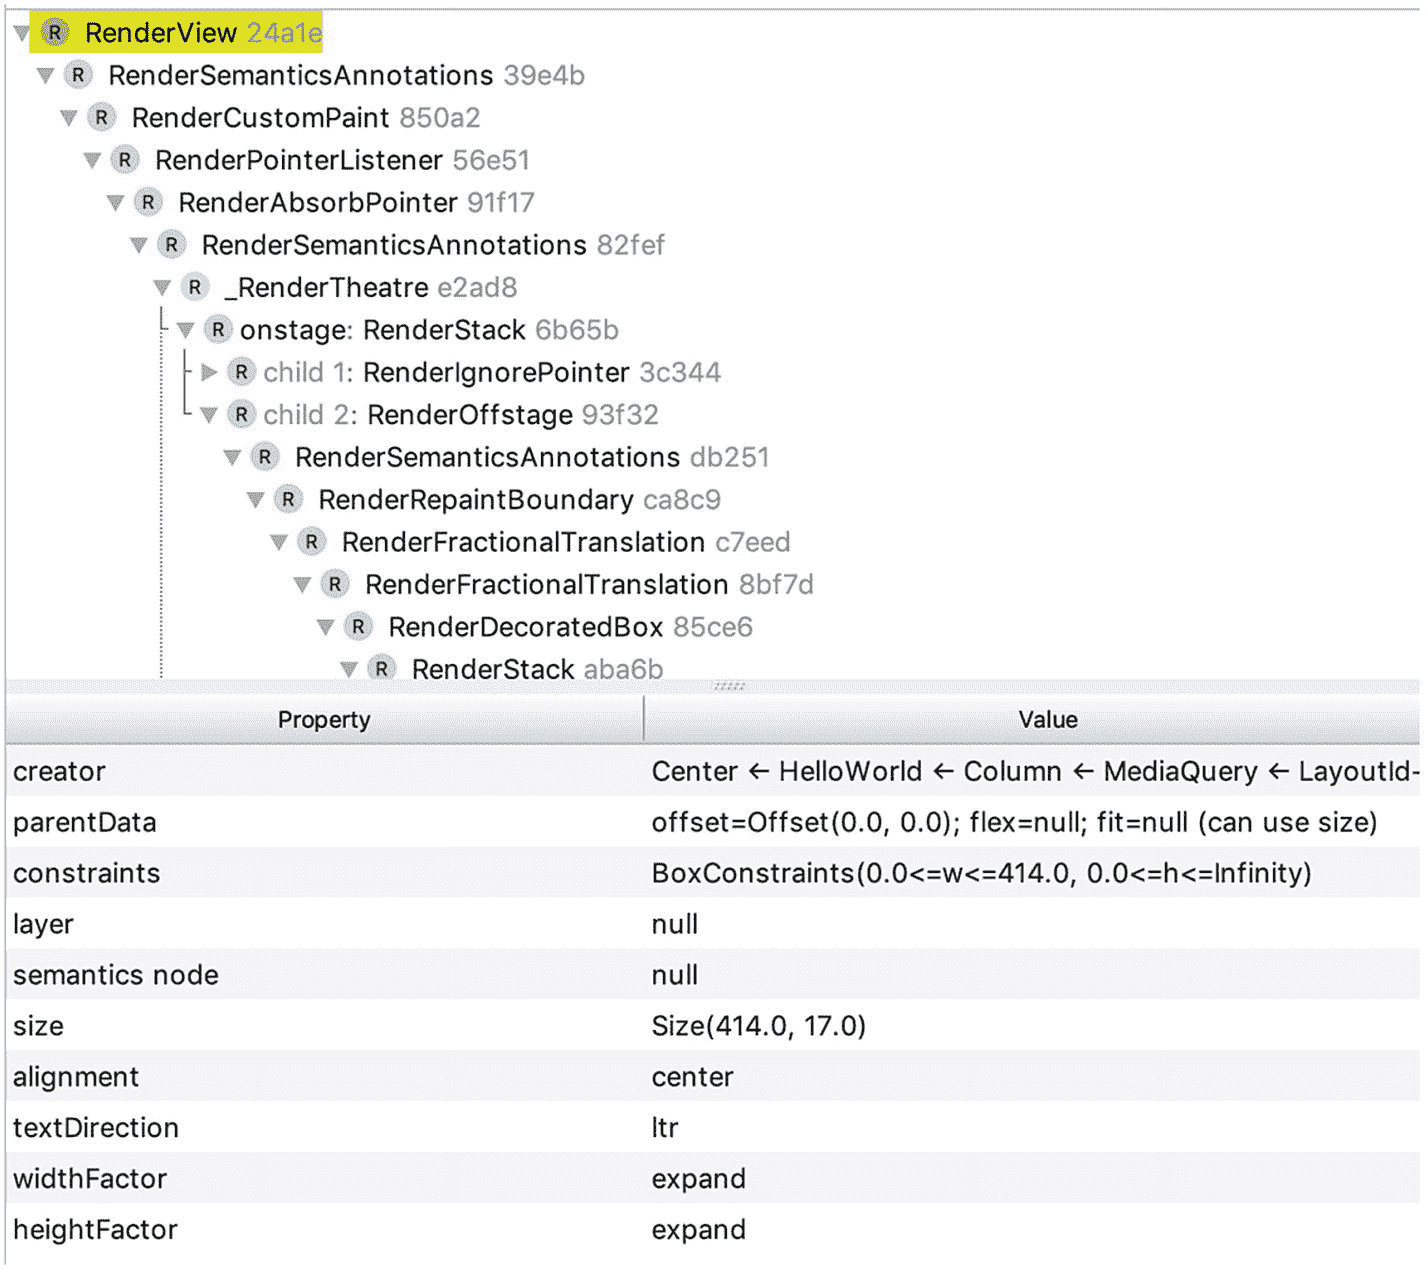 R RenderView 24a1e
R RenderSemanticsAnnotations 39e4b
R RenderCustomPaint 850a2
R RenderPointerListener 56e51
R RenderAbsorbPointer 91f17
R RenderSemanticsAnnotations 82fef
R _RenderTheatre e2ad8
R onstage: RenderStack 6b65b
R child 1: RenderIgnorePointer 3c344
R child 2: RenderOffstage 93f32
R RenderSemanticsAnnotations db251
R RenderRepaintBoundary ca8c9
R RenderFractionalTranslation c7eed
R RenderFractionalTranslation 8bf7d
R RenderDecoratedBox 85ce6
R RenderStack aba6b
Property Value
creator Center ← HelloWorld ← Column ← MediaQuery ← LayoutId-
parentData offset=Offset(0.0, 0.0); flex=null; fit=null (can use size)
constraints BoxConstraints(0.0<=w<=414.0, 0.0<=h<=Infinity)
layer null
semantics node null
size Size(414.0, 17.0)
alignment center
textDirection ltr
widthFactor expand
heightFactor expand